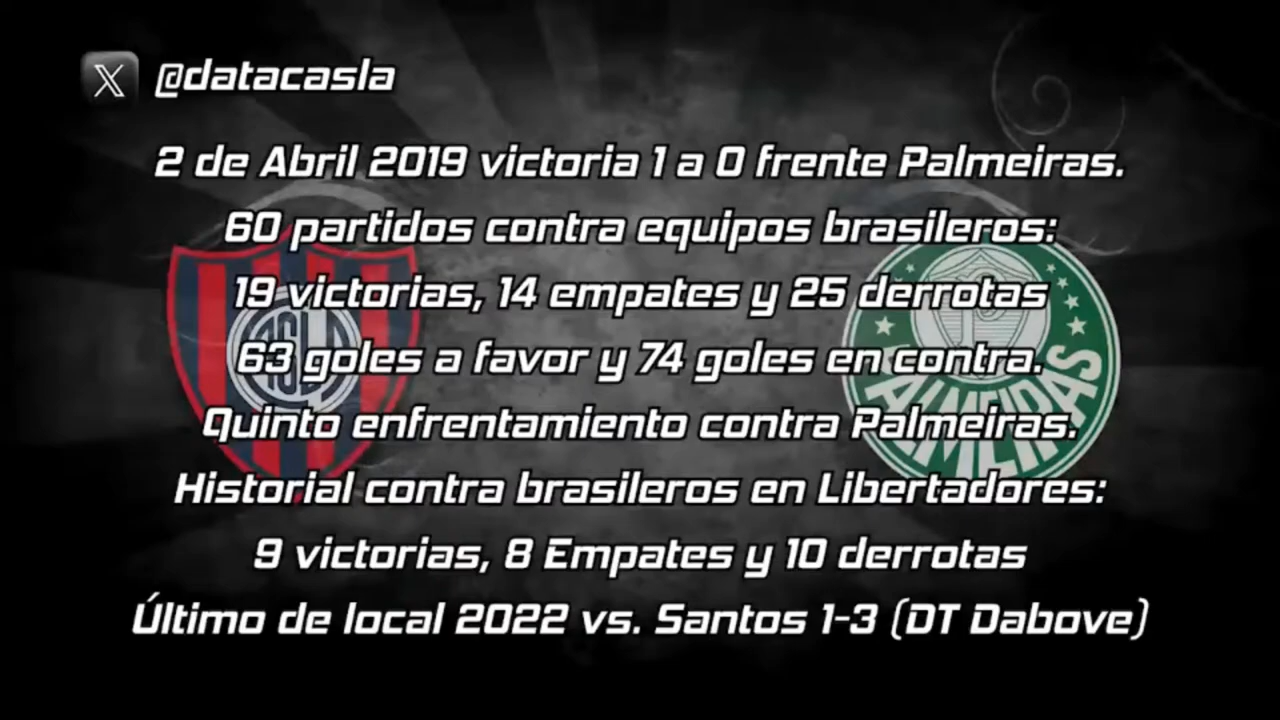 @datacasla
2 de Abril 2019 victoria 1 a 0 frente Palmeiras.
60 partidos contra equipos brasileros:
19 victorias, 14 empates y 25 derrotas
63 goles a favor y 74 goles en contra.
Quinto enfrentamiento contra Palmeiras.
Historial contra brasileros en Libertadores:
9 victorias, 8 Empates y 10 derrotas
Último de local 2022 vs. Santos 1-3 (DT Dabove)
CASLA
P
PALMEIRAS